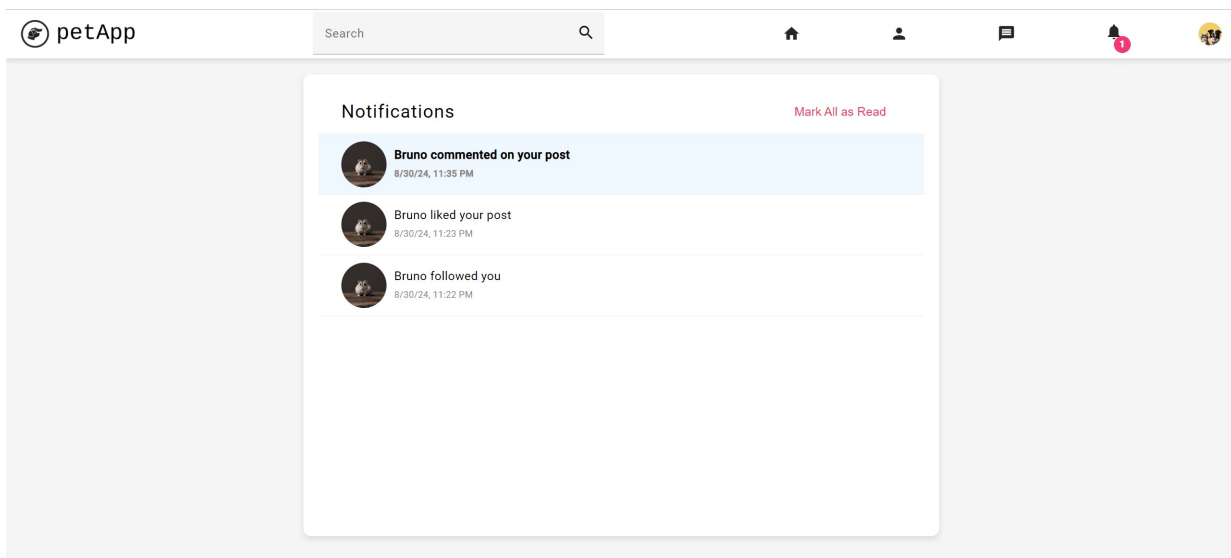 petApp
Search
1
Notifications
Mark All as Read
Bruno commented on your post
8/30/24, 11:35 PM
Bruno liked your post
8/30/24, 11:23 PM
Bruno followed you
8/30/24, 11:22 PM